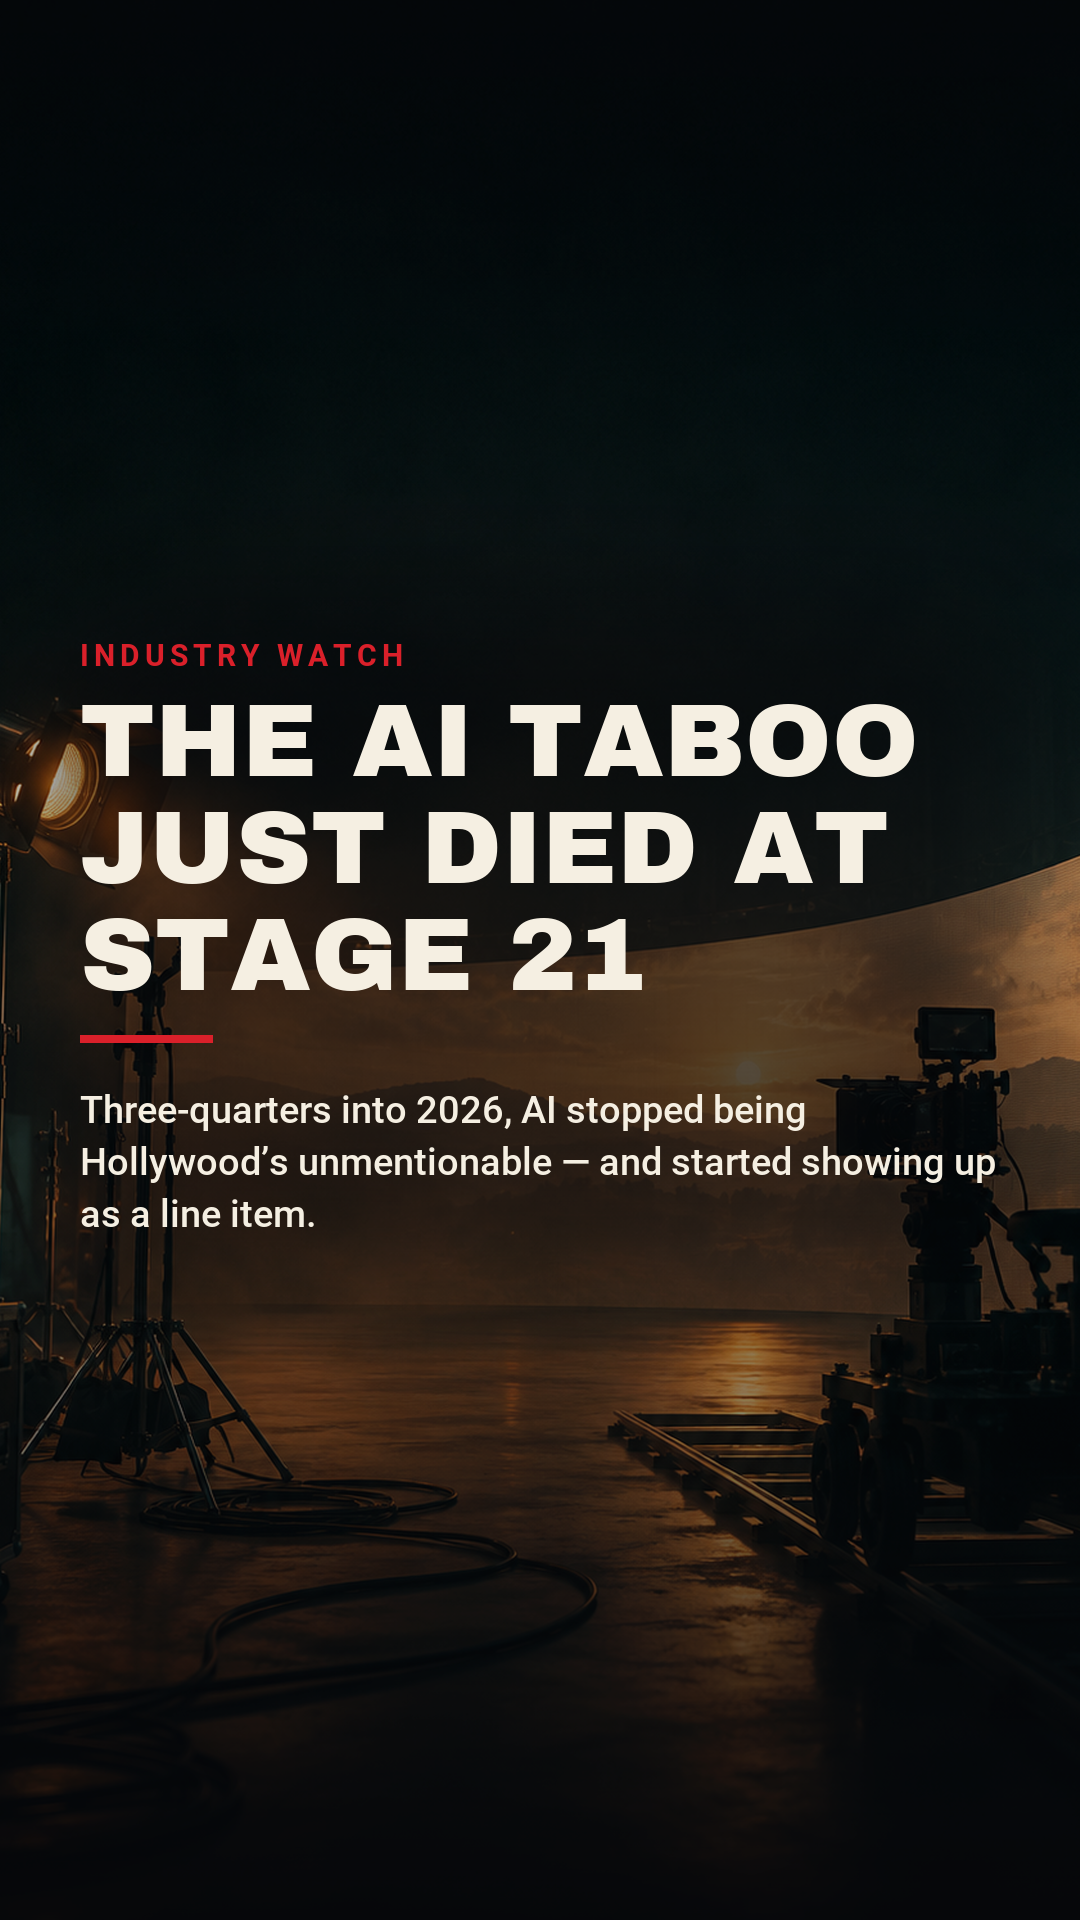 INDUSTRY WATCH
THE AI TABOO
JUST DIED AT
STAGE 21
Three-quarters into 2026, AI stopped being
Hollywood’s unmentionable — and started showing up
as a line item.